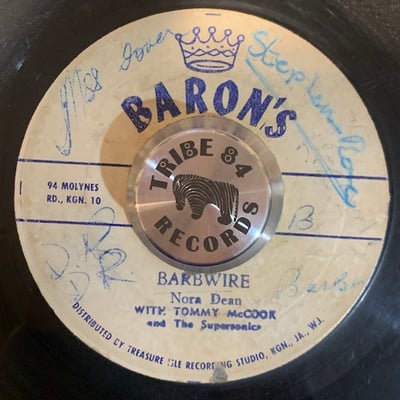 BARON'S
94 MOLYNES
RD., KGN. 10
TRIBE 84
RECORDS
B
BARBWIRE
Nora Dean
WITH TOMMY McCOOK
and The Supersonics
DISTRIBUTED BY TREASURE ISLE RECORDING STUDIO, KGN., JA., W.I.